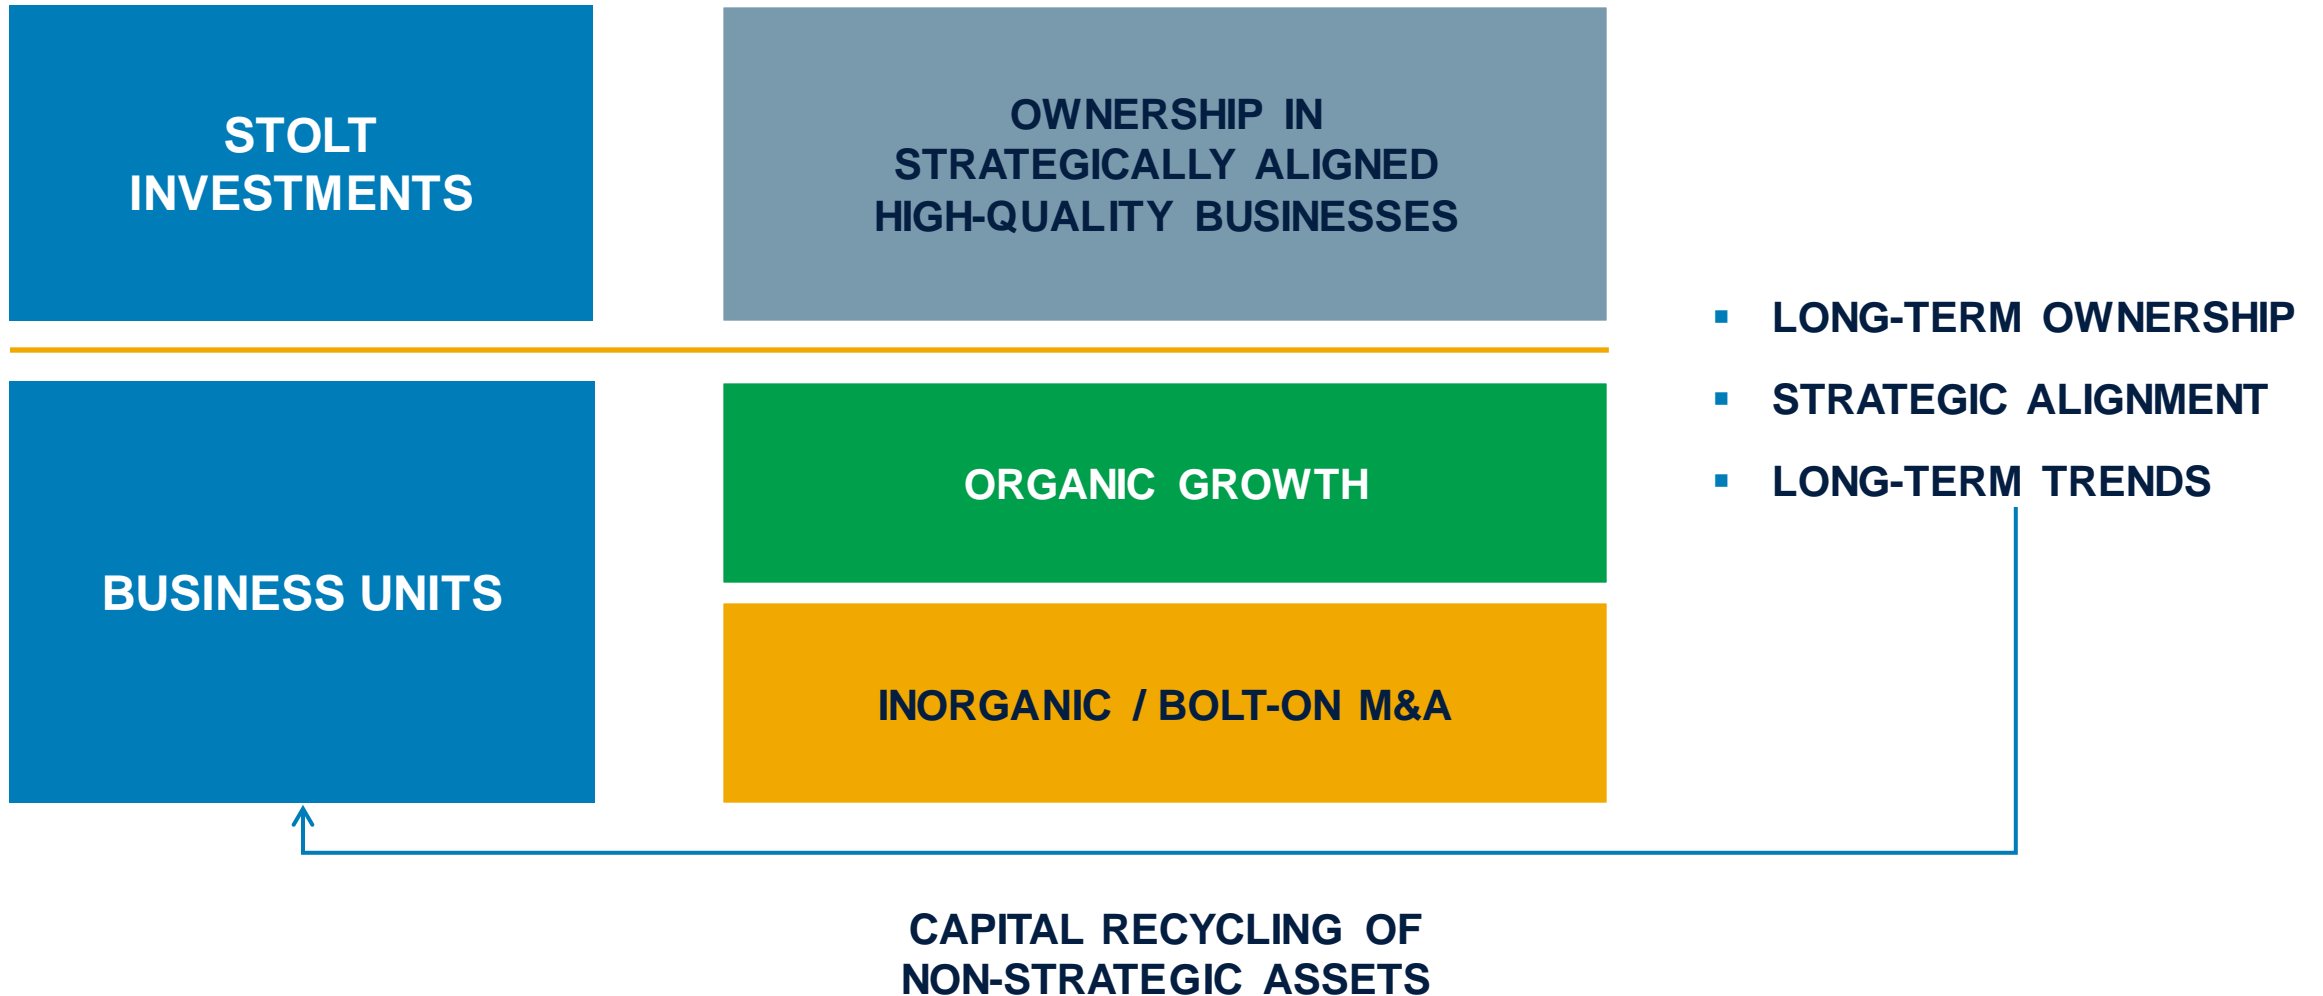 STOLT
INVESTMENTS
OWNERSHIP IN
STRATEGICALLY ALIGNED
HIGH-QUALITY BUSINESSES
BUSINESS UNITS
ORGANIC GROWTH
INORGANIC / BOLT-ON M&A
▪ LONG-TERM OWNERSHIP
▪ STRATEGIC ALIGNMENT
▪ LONG-TERM TRENDS
CAPITAL RECYCLING OF
NON-STRATEGIC ASSETS